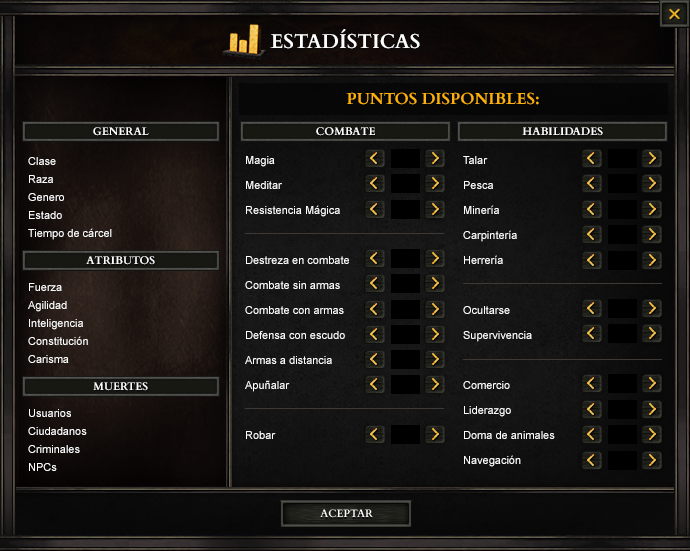 ESTADÍSTICAS
PUNTOS DISPONIBLES:
GENERAL
Clase
Raza
Genero
Estado
Tiempo de cárcel
ATRIBUTOS
Fuerza
Agilidad
Inteligencia
Constitución
Carisma
MUERTES
Usuarios
Ciudadanos
Criminales
NPCs
COMBATE
Magia
Meditar
Resistencia Mágica
Destreza en combate
Combate sin armas
Combate con armas
Defensa con escudo
Armas a distancia
Apuñalar
Robar
HABILIDADES
Talar
Pesca
Minería
Carpintería
Herrería
Ocultarse
Supervivencia
Comercio
Liderazgo
Doma de animales
Navegación
ACEPTAR